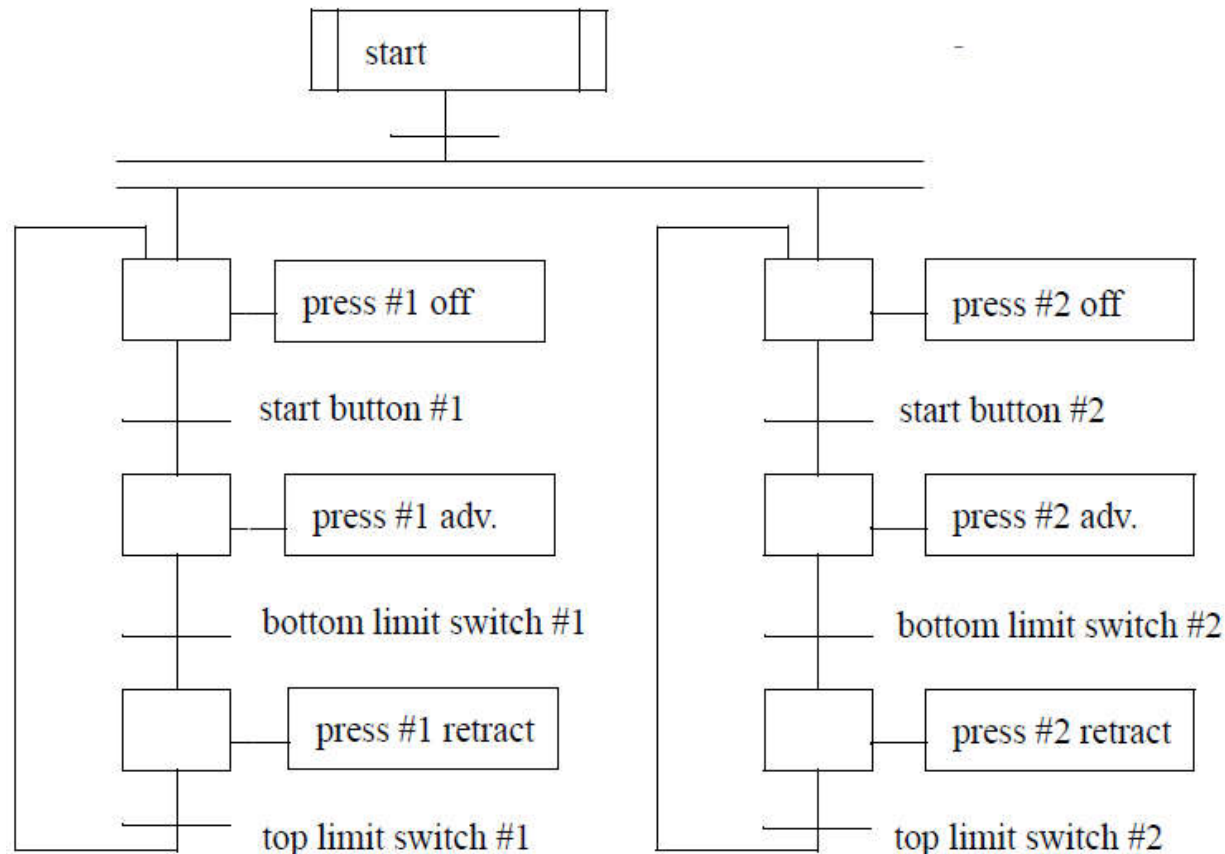 start
press #1 off
start button #1
press #1 adv.
bottom limit switch #1
press #1 retract
top limit switch #1
press #2 off
start button #2
press #2 adv.
bottom limit switch #2
press #2 retract
top limit switch #2